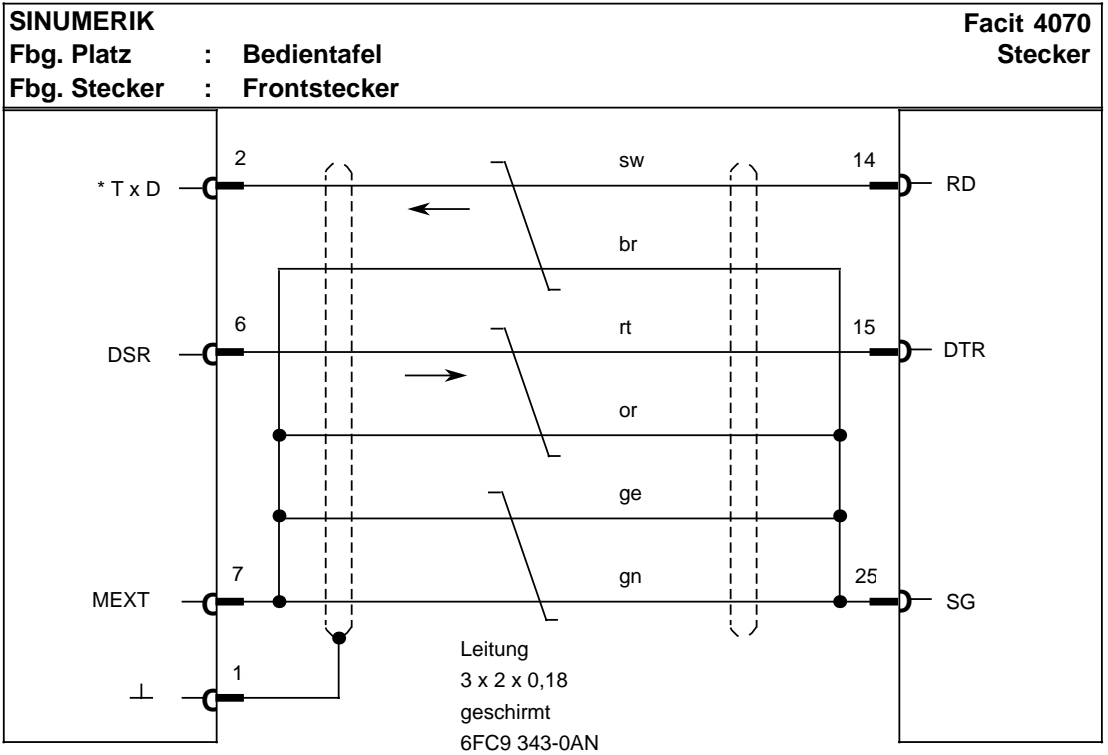 SINUMERIK Facit 4070
Fbg. Platz : Bedientafel Stecker
Fbg. Stecker : Frontstecker
2 sw 14
* T x D RD
br
6 rt 15
DSR DTR
or
ge
7 gn 25
MEXT SG
1
Leitung
3 x 2 x 0,18
geschirmt
6FC9 343-0AN